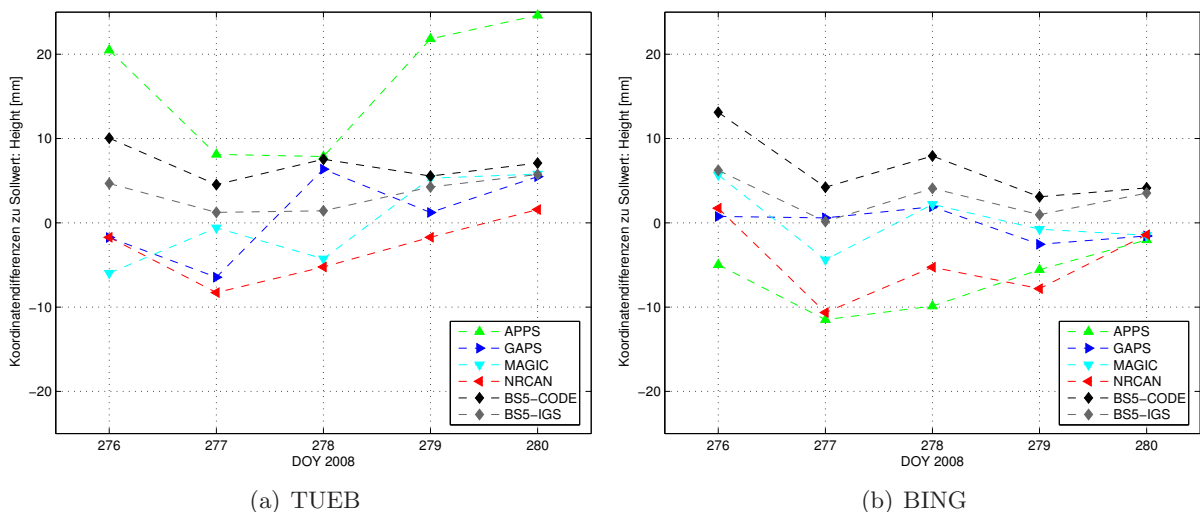 Koordinatendifferenzen zu Sollwert: Height [mm]
20
10
0
−10
−20
276
277
278
279
280
DOY 2008
APPS
GAPS
MAGIC
NRCAN
BS5−CODE
BS5−IGS
(a) TUEB
Koordinatendifferenzen zu Sollwert: Height [mm]
20
10
0
−10
−20
276
277
278
279
280
DOY 2008
APPS
GAPS
MAGIC
NRCAN
BS5−CODE
BS5−IGS
(b) BING